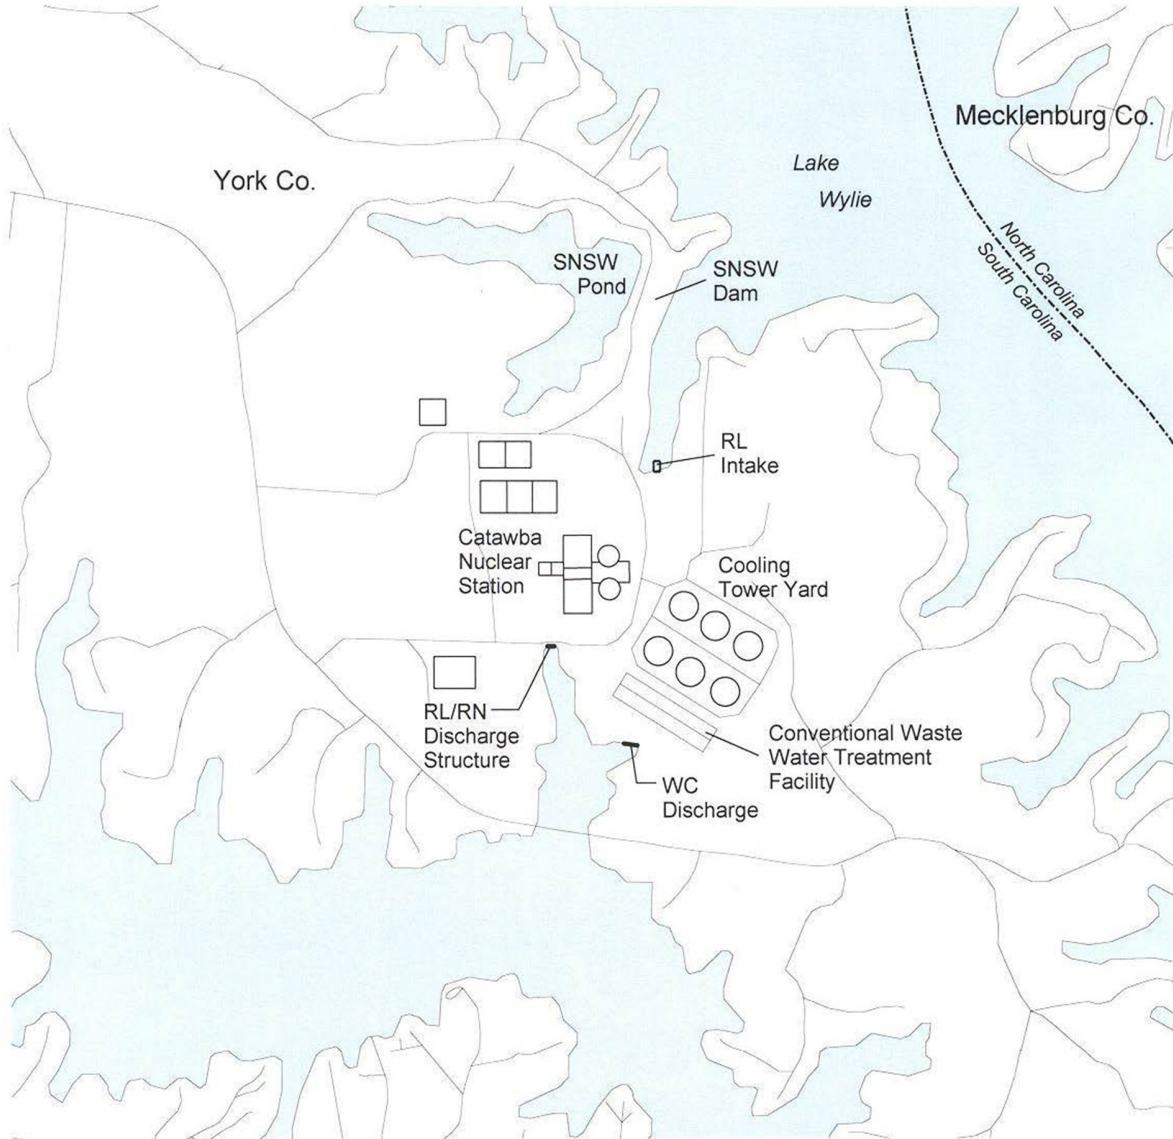 Mecklenburg Co.
Lake
Wylie
York Co.
North Carolina
South Carolina
SNSW
Pond
SNSW
Dam
RL
Intake
Catawba
Nuclear
Station
Cooling
Tower Yard
RL/RN
Discharge
Structure
Conventional Waste
Water Treatment
Facility
WC
Discharge